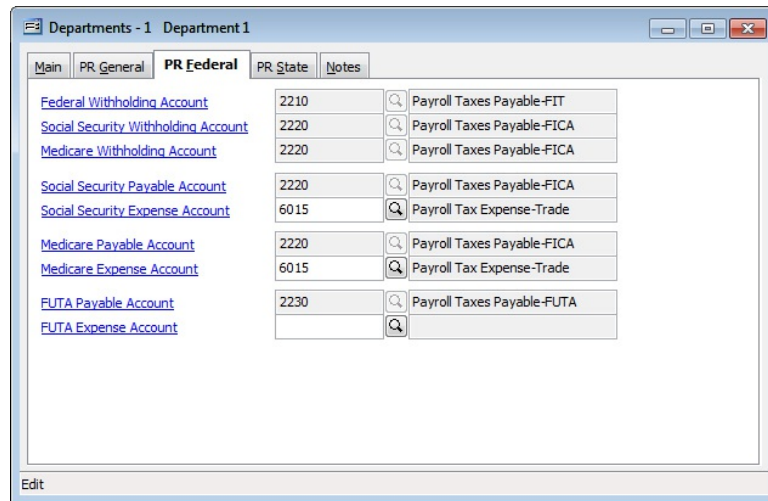 Departments - 1 Department 1
Main PR General PR Federal PR State Notes
Federal Withholding Account 2210 Payroll Taxes Payable-FIT
Social Security Withholding Account 2220 Payroll Taxes Payable-FICA
Medicare Withholding Account 2220 Payroll Taxes Payable-FICA
Social Security Payable Account 2220 Payroll Taxes Payable-FICA
Social Security Expense Account 6015 Payroll Tax Expense-Trade
Medicare Payable Account 2220 Payroll Taxes Payable-FICA
Medicare Expense Account 6015 Payroll Tax Expense-Trade
FUTA Payable Account 2230 Payroll Taxes Payable-FUTA
FUTA Expense Account
Edit